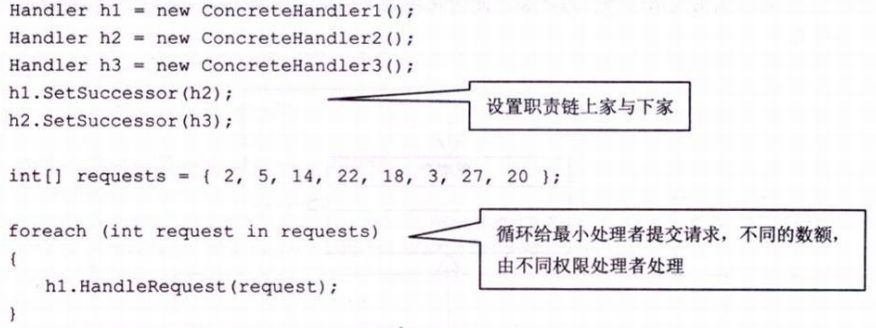 Handler h1 = new ConcreteHandler1();
Handler h2 = new ConcreteHandler2();
Handler h3 = new ConcreteHandler3();
h1.SetSuccessor(h2);
h2.SetSuccessor(h3);
设置职责链上家与下家
int[] requests = { 2, 5, 14, 22, 18, 3, 27, 20 };
foreach (int request in requests)
循环给最小处理者提交请求，不同的数额，
由不同权限处理者处理
{
h1.HandleRequest(request);
}